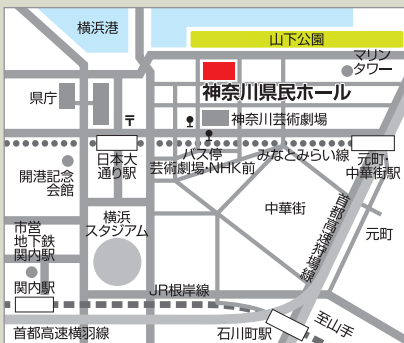 横浜港
山下公園
マリン
タワー
県庁
〒
神奈川県民ホール
神奈川芸術劇場
日本大
通り駅
バス停
芸術劇場・NHK前
みなとみらい線
元町・
中華街駅
開港記念
会館
首都高速狩場線
中華街
元町
横浜
スタジアム
市営
地下鉄
関内駅
関内駅
JR根岸線
首都高速横羽線
石川町駅
至山手